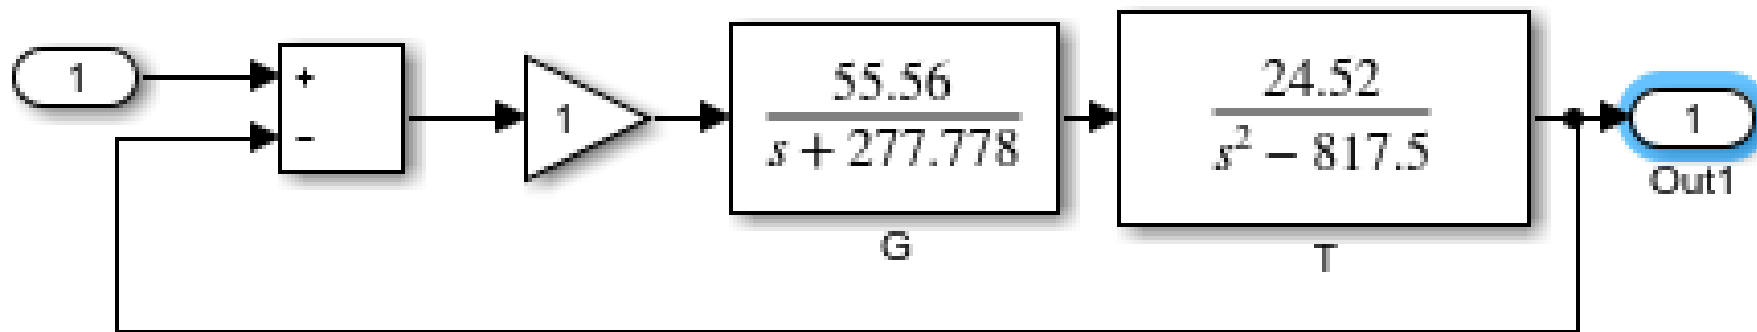 1
+
-
1
55.56
s + 277.778
G
24.52
s² − 817.5
T
1
Out1